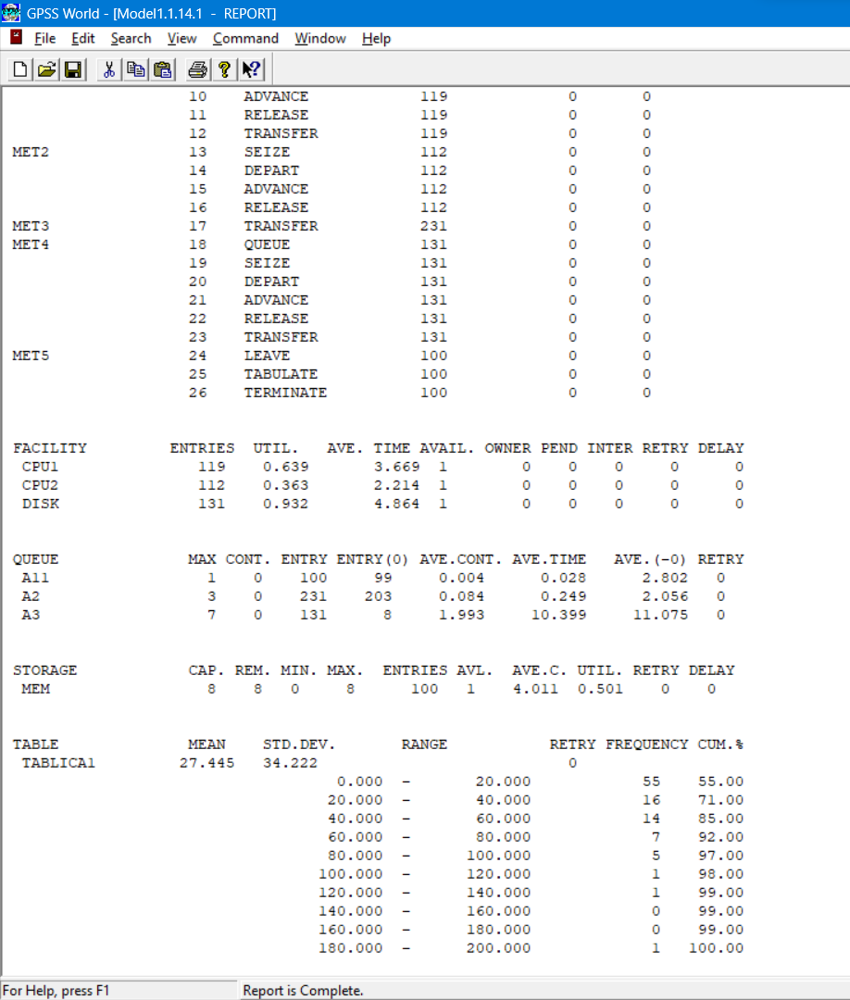 GPSS World - [Model1.1.14.1 - REPORT]
File Edit Search View Command Window Help
10 ADVANCE 119 0 0
11 RELEASE 119 0 0
12 TRANSFER 119 0 0
MET2 13 SEIZE 112 0 0
14 DEPART 112 0 0
15 ADVANCE 112 0 0
16 RELEASE 112 0 0
MET3 17 TRANSFER 231 0 0
MET4 18 QUEUE 131 0 0
19 SEIZE 131 0 0
20 DEPART 131 0 0
21 ADVANCE 131 0 0
22 RELEASE 131 0 0
23 TRANSFER 131 0 0
MET5 24 LEAVE 100 0 0
25 TABULATE 100 0 0
26 TERMINATE 100 0 0
FACILITY ENTRIES UTIL. AVE. TIME AVAIL. OWNER PEND INTER RETRY DELAY
CPU1 119 0.639 3.669 1 0 0 0 0 0
CPU2 112 0.363 2.214 1 0 0 0 0 0
DISK 131 0.932 4.864 1 0 0 0 0 0
QUEUE MAX CONT. ENTRY ENTRY(0) AVE.CONT. AVE.TIME AVE.(-0) RETRY
A11 1 0 100 99 0.004 0.028 2.802 0
A2 3 0 231 203 0.084 0.249 2.056 0
A3 7 0 131 8 1.993 10.399 11.075 0
STORAGE CAP. REM. MIN. MAX. ENTRIES AVL. AVE.C. UTIL. RETRY DELAY
MEM 8 8 0 8 100 1 4.011 0.501 0 0
TABLE MEAN STD.DEV. RANGE RETRY FREQUENCY CUM.%
TABLICA1 27.445 34.222 0
0.000 - 20.000 55 55.00
20.000 - 40.000 16 71.00
40.000 - 60.000 14 85.00
60.000 - 80.000 7 92.00
80.000 - 100.000 5 97.00
100.000 - 120.000 1 98.00
120.000 - 140.000 1 99.00
140.000 - 160.000 0 99.00
160.000 - 180.000 0 99.00
180.000 - 200.000 1 100.00
For Help, press F1 Report is Complete.